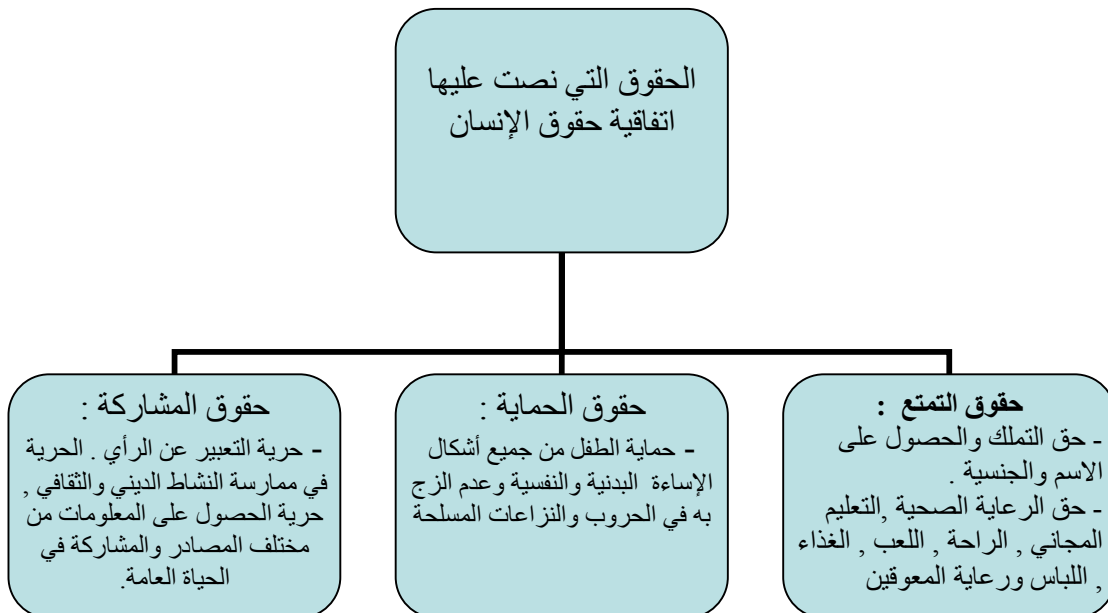 الحقوق التي نصت عليها
اتفاقية حقوق الإنسان
حقوق التمتع :
- حق التملك والحصول على
الاسم والجنسية .
- حق الرعاية الصحية ,التعليم
المجاني , الراحة , اللعب , الغذاء
, اللباس ورعاية المعوقين
حقوق الحماية :
- حماية الطفل من جميع أشكال
الإساءة البدنية والنفسية وعدم الزج
به في الحروب والنزاعات المسلحة
حقوق المشاركة :
- حرية التعبير عن الرأي . الحرية
في ممارسة النشاط الديني والثقافي ,
حرية الحصول على المعلومات من
مختلف المصادر والمشاركة في
الحياة العامة.